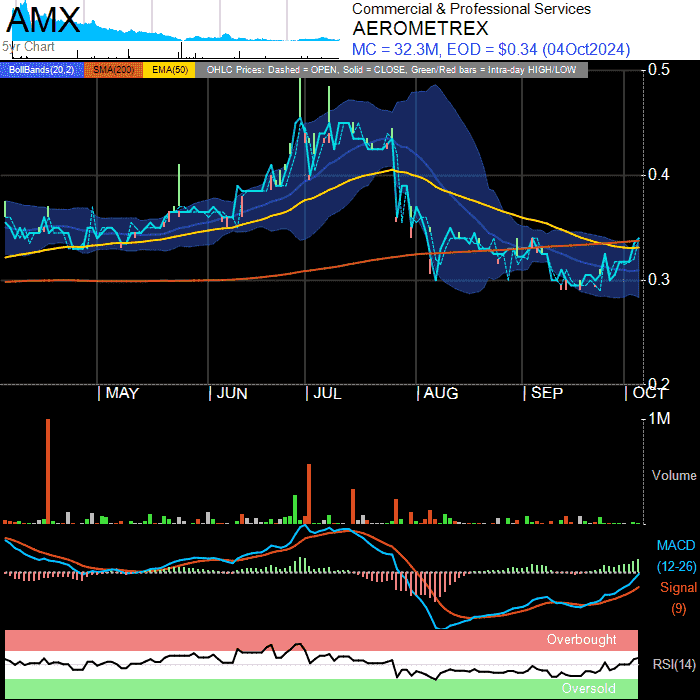 AMX
5yr Chart
Commercial & Professional Services
AEROMETREX
MC = 32.3M, EOD = $0.34 (04Oct2024)
BollBands(20,2) SMA(200) EMA(50) OHLC Prices: Dashed = OPEN, Solid = CLOSE, Green/Red bars = Intra-day HIGH/LOW
0.5
0.4
0.3
0.2
MAY JUN JUL AUG SEP OCT
1M
Volume
MACD
(12-26)
Signal
(9)
Overbought
RSI(14)
Oversold